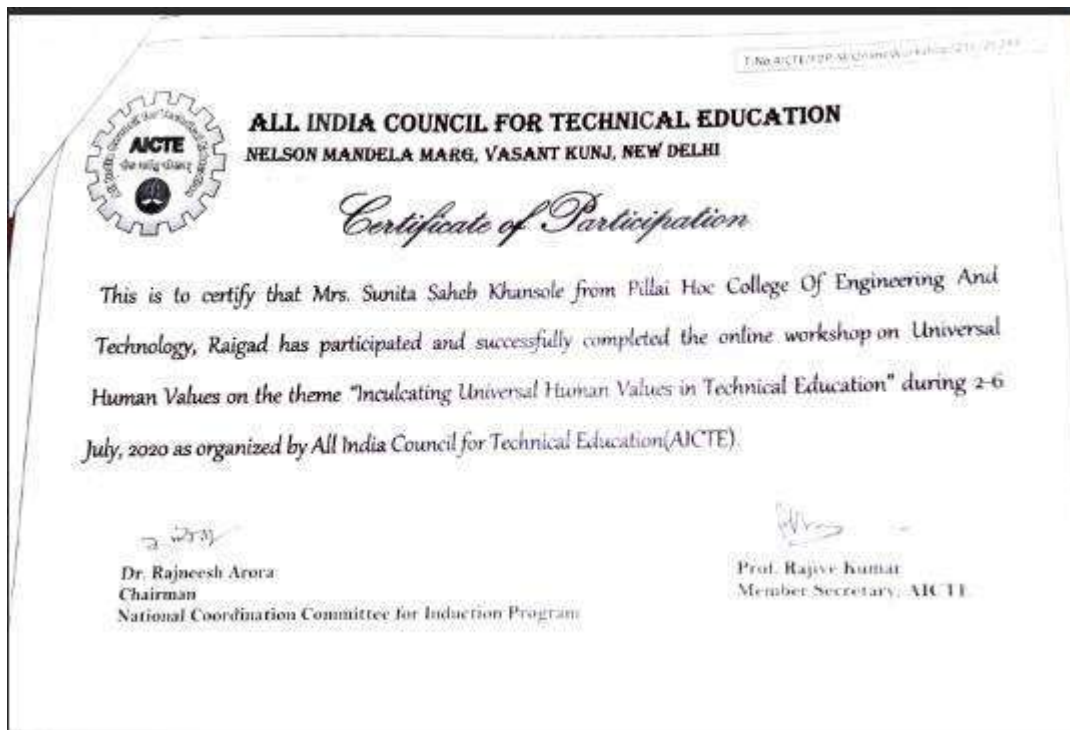 ALL INDIA COUNCIL FOR TECHNICAL EDUCATION
NELSON MANDELA MARG, VASANT KUNJ, NEW DELHI
AICTE
Certificate of Participation
This is to certify that Mrs. Sunita Saheb Khansole from Pillai Hoc College Of Engineering And
Technology, Raigad has participated and successfully completed the online workshop on Universal
Human Values on the theme "Inculcating Universal Human Values in Technical Education" during 2-6
July, 2020 as organized by All India Council for Technical Education(AICTE).
Dr. Rajneesh Arora
Chairman
National Coordination Committee for Induction Program
Prof. Rajive Kumar
Member Secretary, AICTE